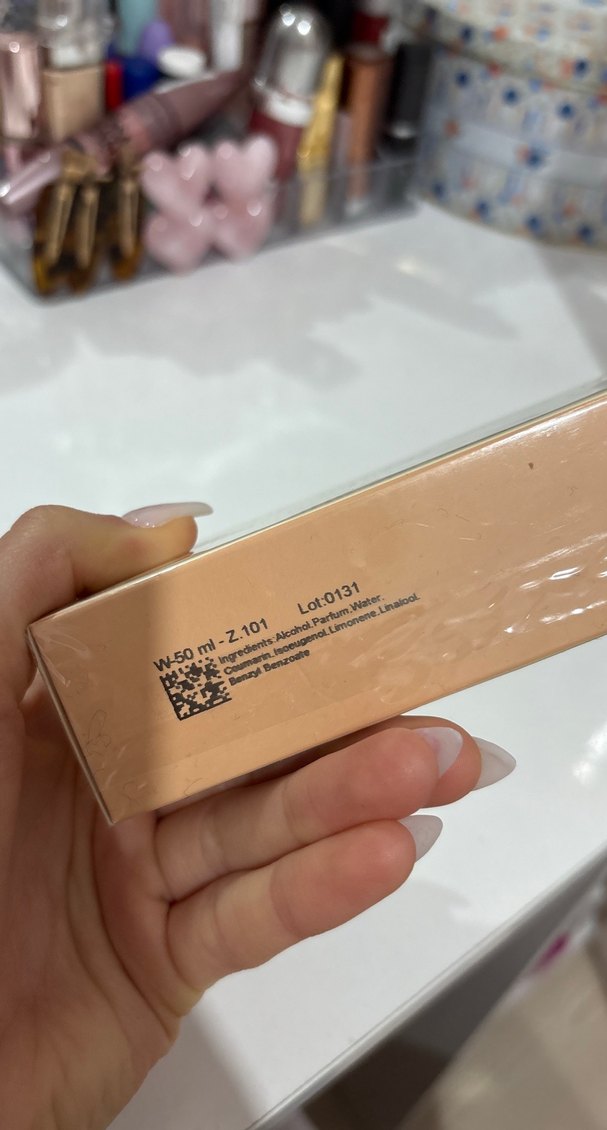 W-50 ml - Z.101 Lot:0131
Ingredients:Alcohol,Parfum,Water,
Coumarin,Isoeugenol,Limonene,Linalool,
Benzyl Benzoate